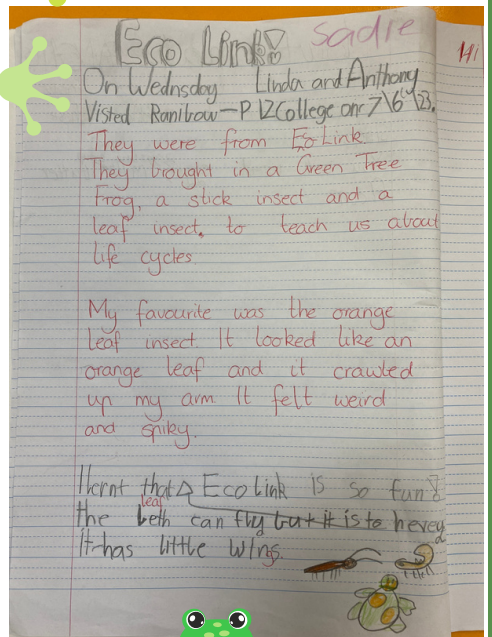 Eco Link!
Sadie
Hi
On Wednsday Linda and Anthony
Visted Ranibow-P12College on 7\6\23.
They were from EcoLink.
They brought in a Green Tree
Frog, a stick insect and a
leaf insect, to teach us about
life cycles
My favourite was the orange
leaf insect. It looked like an
orange leaf and it crawled
up my arm. It felt weird
and spiky.
I lernt that Eco Link is so fun!
leaf
the beth can fly but it is to hevey
It has little wings.